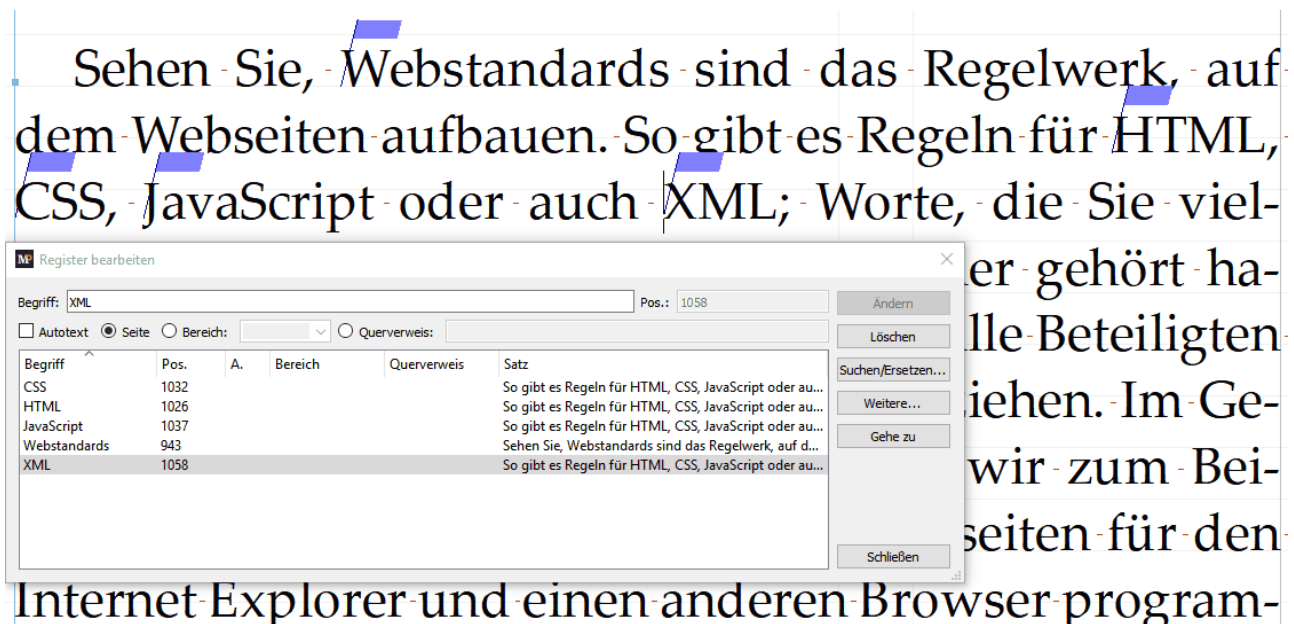 Sehen Sie, Webstandards sind das Regelwerk, auf
dem Webseiten aufbauen. So gibt es Regeln für HTML,
CSS, JavaScript oder auch XML; Worte, die Sie viel-
er gehört ha-
lle Beteiligten
iehen. Im Ge-
wir zum Bei-
seiten für den
Internet Explorer und einen anderen Browser program-
MP Register bearbeiten
Begriff: XML Pos.: 1058 Ändern
Autotext Seite Bereich: Querverweis: Löschen
Begriff Pos. A. Bereich Querverweis Satz Suchen/Ersetzen...
CSS 1032 So gibt es Regeln für HTML, CSS, JavaScript oder au...
HTML 1026 So gibt es Regeln für HTML, CSS, JavaScript oder au... Weitere...
JavaScript 1037 So gibt es Regeln für HTML, CSS, JavaScript oder au... Gehe zu
Webstandards 943 Sehen Sie, Webstandards sind das Regelwerk, auf d...
XML 1058 So gibt es Regeln für HTML, CSS, JavaScript oder au...
Schließen